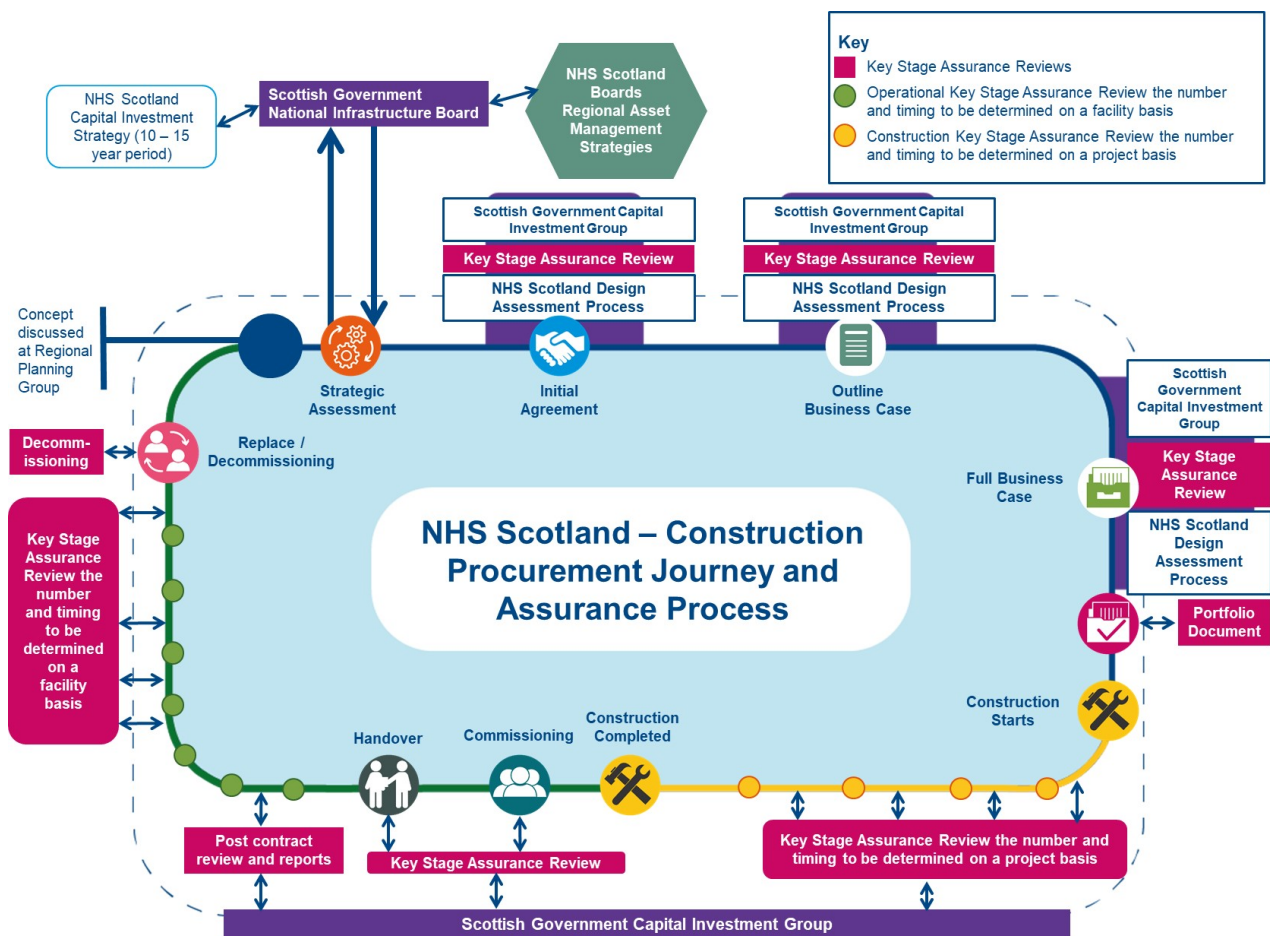 Key
Key Stage Assurance Reviews
Operational Key Stage Assurance Review the number
and timing to be determined on a facility basis
Construction Key Stage Assurance Review the number
and timing to be determined on a project basis
NHS Scotland
Capital Investment
Strategy (10 – 15
year period)
Scottish Government
National Infrastructure Board
NHS Scotland
Boards
Regional Asset
Management
Strategies
Scottish Government Capital
Investment Group
Key Stage Assurance Review
NHS Scotland Design
Assessment Process
Scottish Government Capital
Investment Group
Key Stage Assurance Review
NHS Scotland Design
Assessment Process
Concept
discussed
at Regional
Planning
Group
Strategic
Assessment
Initial
Agreement
Outline
Business Case
Scottish
Government
Capital Investment
Group
Key Stage
Assurance
Review
NHS Scotland
Design
Assessment
Process
Full Business
Case
Portfolio
Document
Decomm-
issioning
Replace /
Decommissioning
Key Stage
Assurance
Review the
number
and timing
to be
determined
on a
facility
basis
NHS Scotland – Construction
Procurement Journey and
Assurance Process
Construction
Starts
Construction
Completed
Commissioning
Handover
Post contract
review and reports
Key Stage Assurance Review
Key Stage Assurance Review the number and
timing to be determined on a project basis
Scottish Government Capital Investment Group